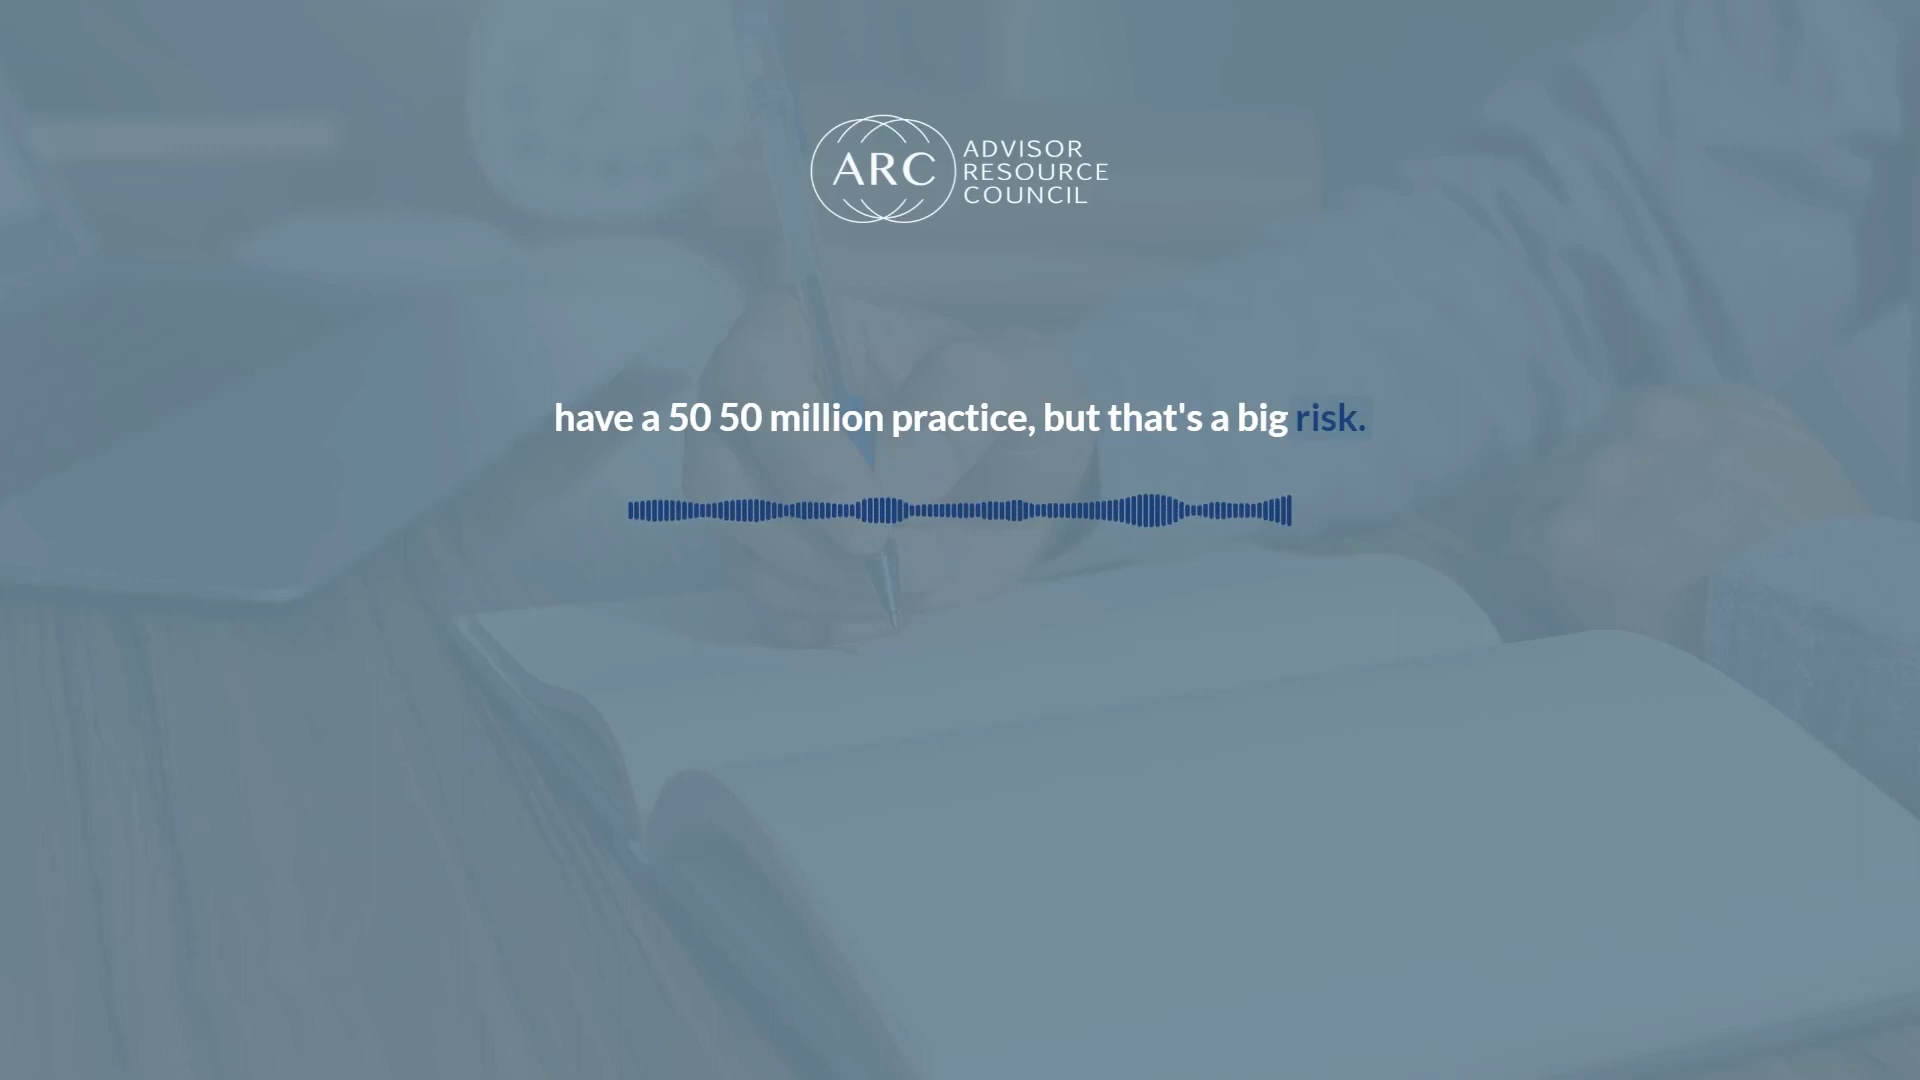 ARC
ADVISOR
RESOURCE
COUNCIL
have a 50 50 million practice, but that's a big risk.